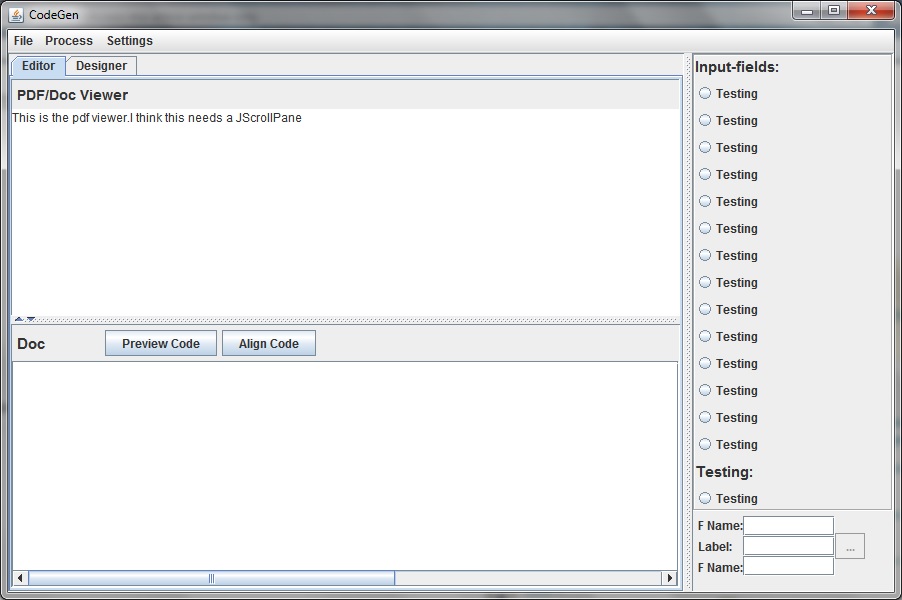 CodeGen
File Process Settings
Editor Designer
PDF/Doc Viewer
This is the pdf viewer.I think this needs a JScrollPane
Doc Preview Code Align Code
Input-fields:
Testing
Testing
Testing
Testing
Testing
Testing
Testing
Testing
Testing
Testing
Testing
Testing
Testing
Testing
Testing:
Testing
F Name:
Label: ...
F Name: